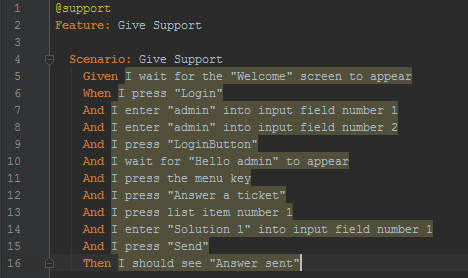 1 @support
2 Feature: Give Support
3
4 Scenario: Give Support
5 Given I wait for the "Welcome" screen to appear
6 When I press "Login"
7 And I enter "admin" into input field number 1
8 And I enter "admin" into input field number 2
9 And I press "LoginButton"
10 And I wait for "Hello admin" to appear
11 And I press the menu key
12 And I press "Answer a ticket"
13 And I press list item number 1
14 And I enter "Solution 1" into input field number 1
15 And I press "Send"
16 Then I should see "Answer sent"